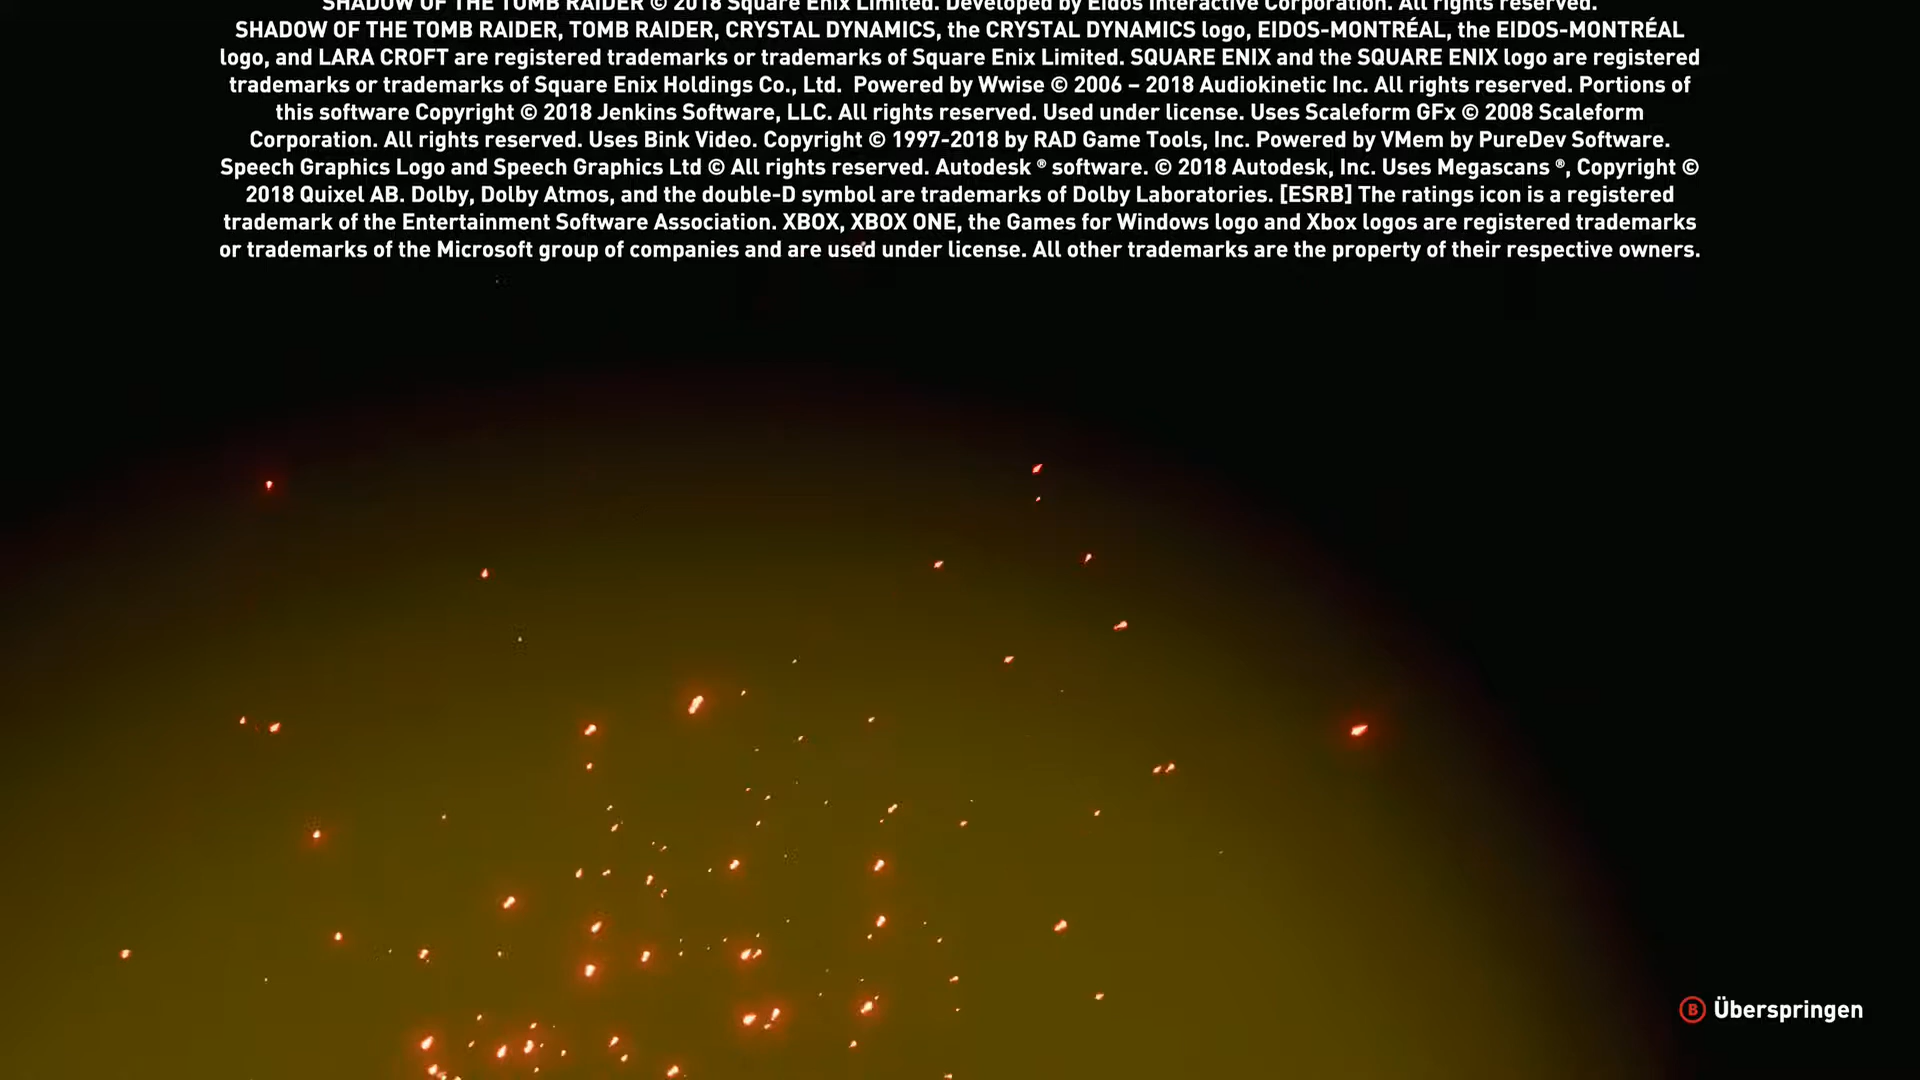 SHADOW OF THE TOMB RAIDER © 2018 Square Enix Limited. Developed by Eidos Interactive Corporation. All rights reserved.
SHADOW OF THE TOMB RAIDER, TOMB RAIDER, CRYSTAL DYNAMICS, the CRYSTAL DYNAMICS logo, EIDOS-MONTRÉAL, the EIDOS-MONTRÉAL
logo, and LARA CROFT are registered trademarks or trademarks of Square Enix Limited. SQUARE ENIX and the SQUARE ENIX logo are registered
trademarks or trademarks of Square Enix Holdings Co., Ltd.  Powered by Wwise © 2006 – 2018 Audiokinetic Inc. All rights reserved. Portions of
this software Copyright © 2018 Jenkins Software, LLC. All rights reserved. Used under license. Uses Scaleform GFx © 2008 Scaleform
Corporation. All rights reserved. Uses Bink Video. Copyright © 1997-2018 by RAD Game Tools, Inc. Powered by VMem by PureDev Software.
Speech Graphics Logo and Speech Graphics Ltd © All rights reserved. Autodesk ® software. © 2018 Autodesk, Inc. Uses Megascans ®, Copyright ©
2018 Quixel AB. Dolby, Dolby Atmos, and the double-D symbol are trademarks of Dolby Laboratories. [ESRB] The ratings icon is a registered
trademark of the Entertainment Software Association. XBOX, XBOX ONE, the Games for Windows logo and Xbox logos are registered trademarks
or trademarks of the Microsoft group of companies and are used under license. All other trademarks are the property of their respective owners.
B Überspringen